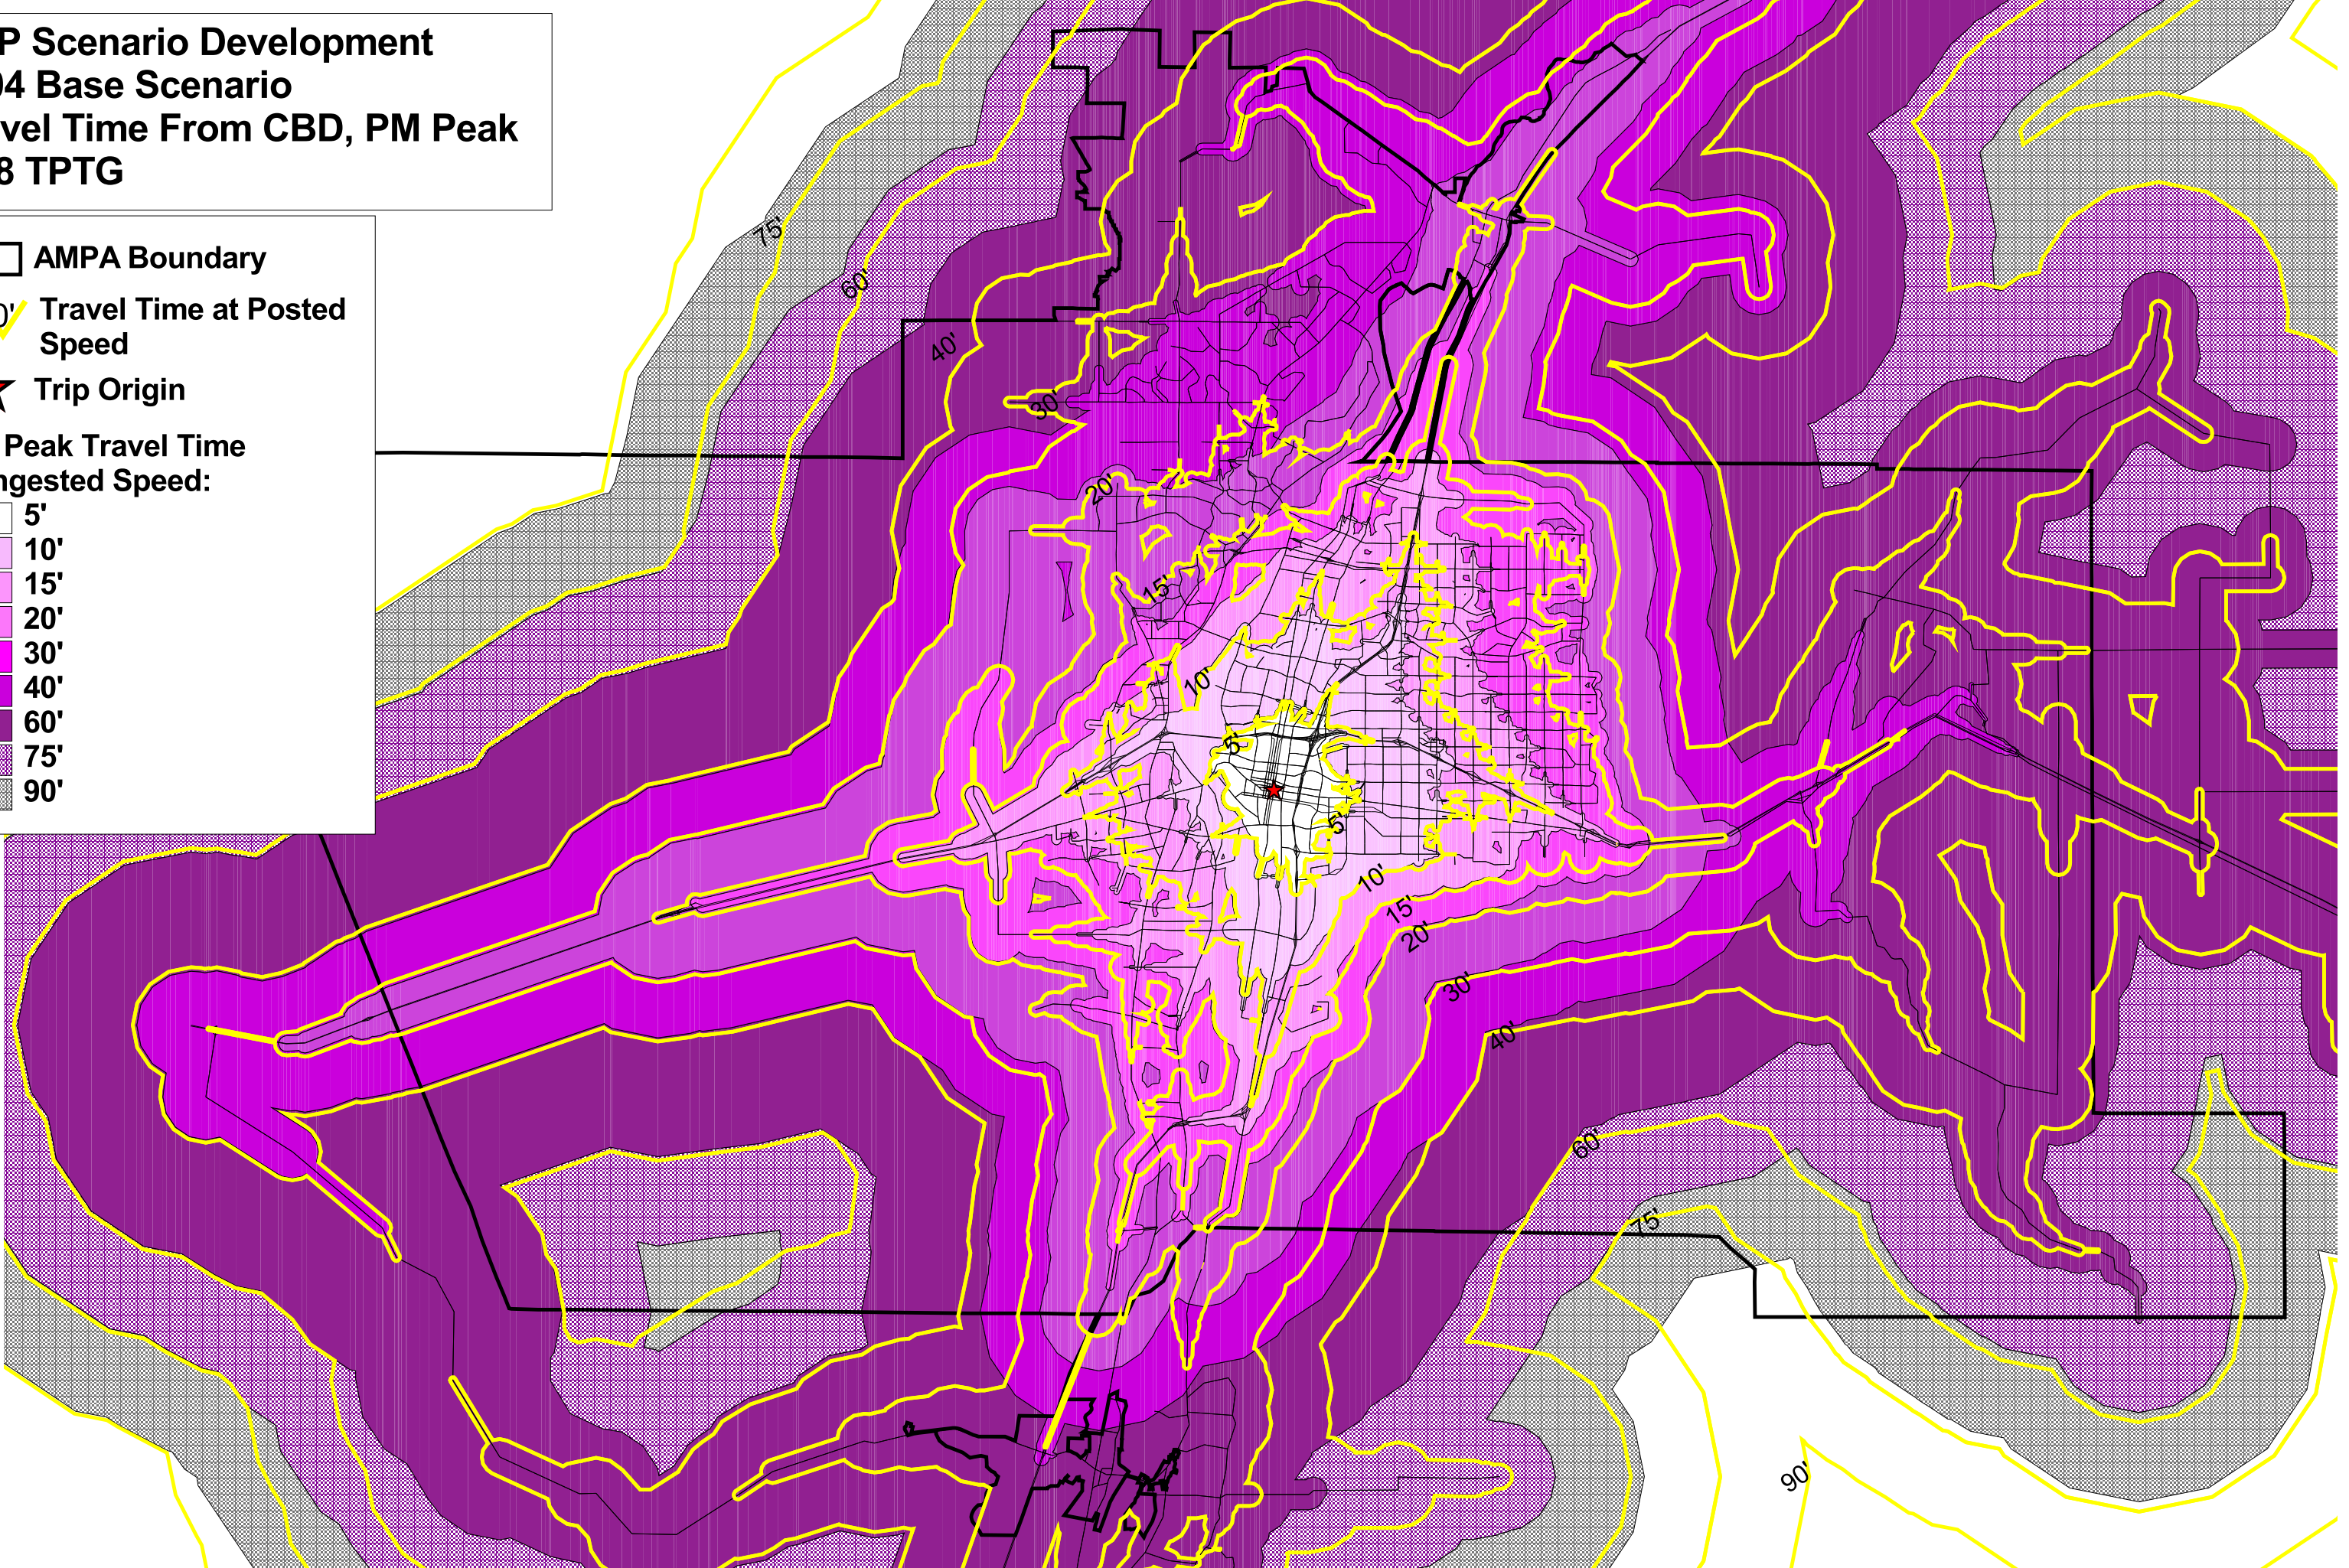 P Scenario Development
04 Base Scenario
vel Time From CBD, PM Peak
8 TPTG
AMPA Boundary
0'
Travel Time at Posted
Speed
Trip Origin
Peak Travel Time
ngested Speed:
5'
10'
15'
20'
30'
40'
60'
75'
90'
75'
60'
40'
30'
20'
15'
10'
5'
5'
10'
15'
20'
30'
40'
60'
75'
90'